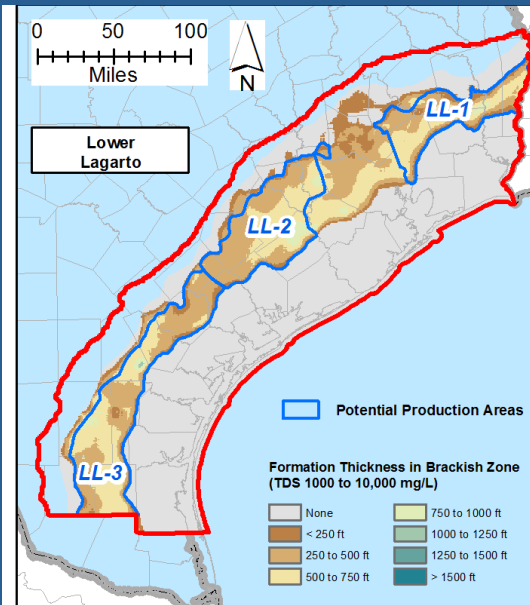 0 50 100
Miles
N
Lower
Lagarto
LL-1
LL-2
LL-3
Potential Production Areas
Formation Thickness in Brackish Zone
(TDS 1000 to 10,000 mg/L)
None
< 250 ft
250 to 500 ft
500 to 750 ft
750 to 1000 ft
1000 to 1250 ft
1250 to 1500 ft
> 1500 ft